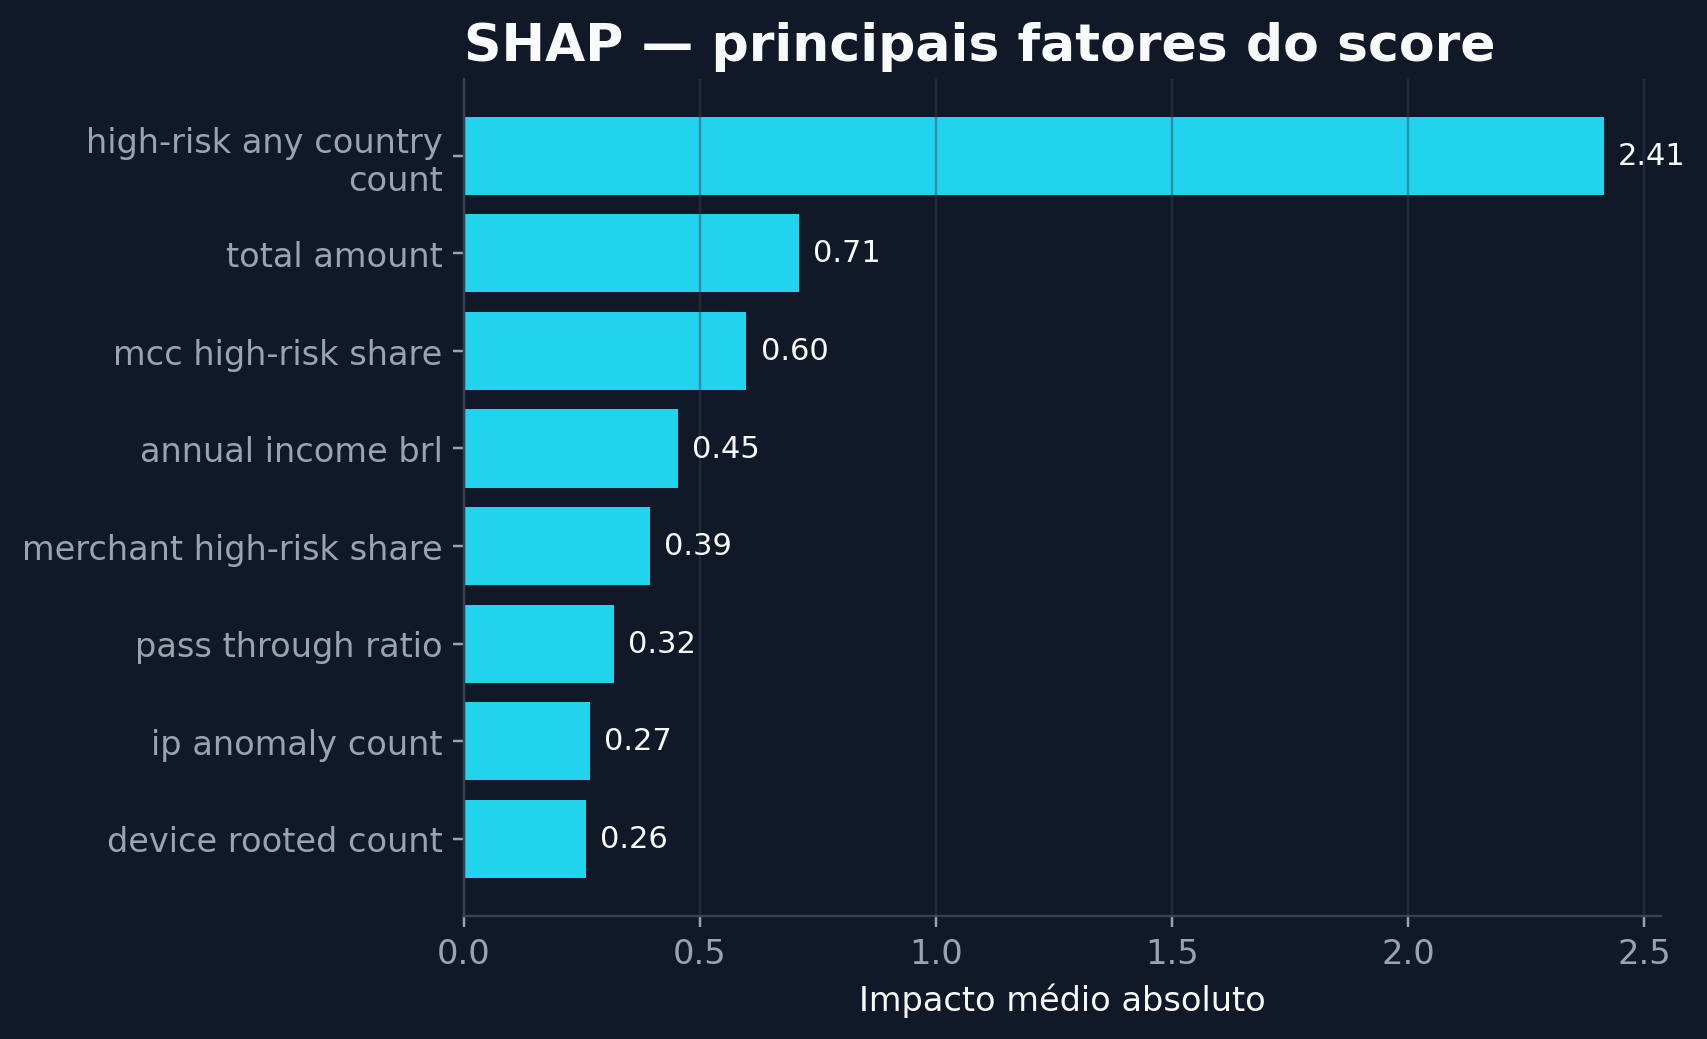 SHAP — principais fatores do score
high-risk any country
count
2.41
total amount
0.71
mcc high-risk share
0.60
annual income brl
0.45
merchant high-risk share
0.39
pass through ratio
0.32
ip anomaly count
0.27
device rooted count
0.26
0.0 0.5 1.0 1.5 2.0 2.5
Impacto médio absoluto